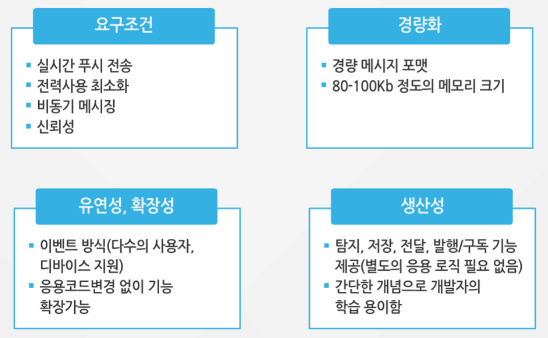 요구조건
▪ 실시간 푸시 전송
▪ 전력사용 최소화
▪ 비동기 메시징
▪ 신뢰성
경량화
▪ 경량 메시지 포맷
▪ 80-100Kb 정도의 메모리 크기
유연성, 확장성
▪ 이벤트 방식(다수의 사용자,
디바이스 지원)
▪ 응용코드변경 없이 기능
확장가능
생산성
▪ 탐지, 저장, 전달, 발행/구독 기능
제공(별도의 응용 로직 필요 없음)
▪ 간단한 개념으로 개발자의
학습 용이함